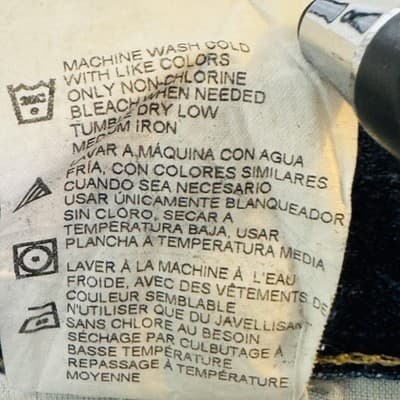 MACHINE WASH COLD
WITH LIKE COLORS
ONLY NON-CHLORINE
BLEACH WHEN NEEDED
TUMBLE DRY LOW
MEDIUM IRON
LAVAR A MÁQUINA CON AGUA
FRÍA, CON COLORES SIMILARES
CUANDO SEA NECESARIO
USAR ÚNICAMENTE BLANQUEADOR
SIN CLORO, SECAR A
TEMPERATURA BAJA, USAR
PLANCHA A TEMPERATURA MEDIA
LAVER À LA MACHINE À L'EAU
FROIDE, AVEC DES VÊTEMENTS DE
COULEUR SEMBLABLE
N'UTILISER QUE DU JAVELLISANT
SANS CHLORE AU BESOIN
SÉCHAGE PAR CULBUTAGE À
BASSE TEMPÉRATURE
REPASSAGE À TEMPÉRATURE
MOYENNE